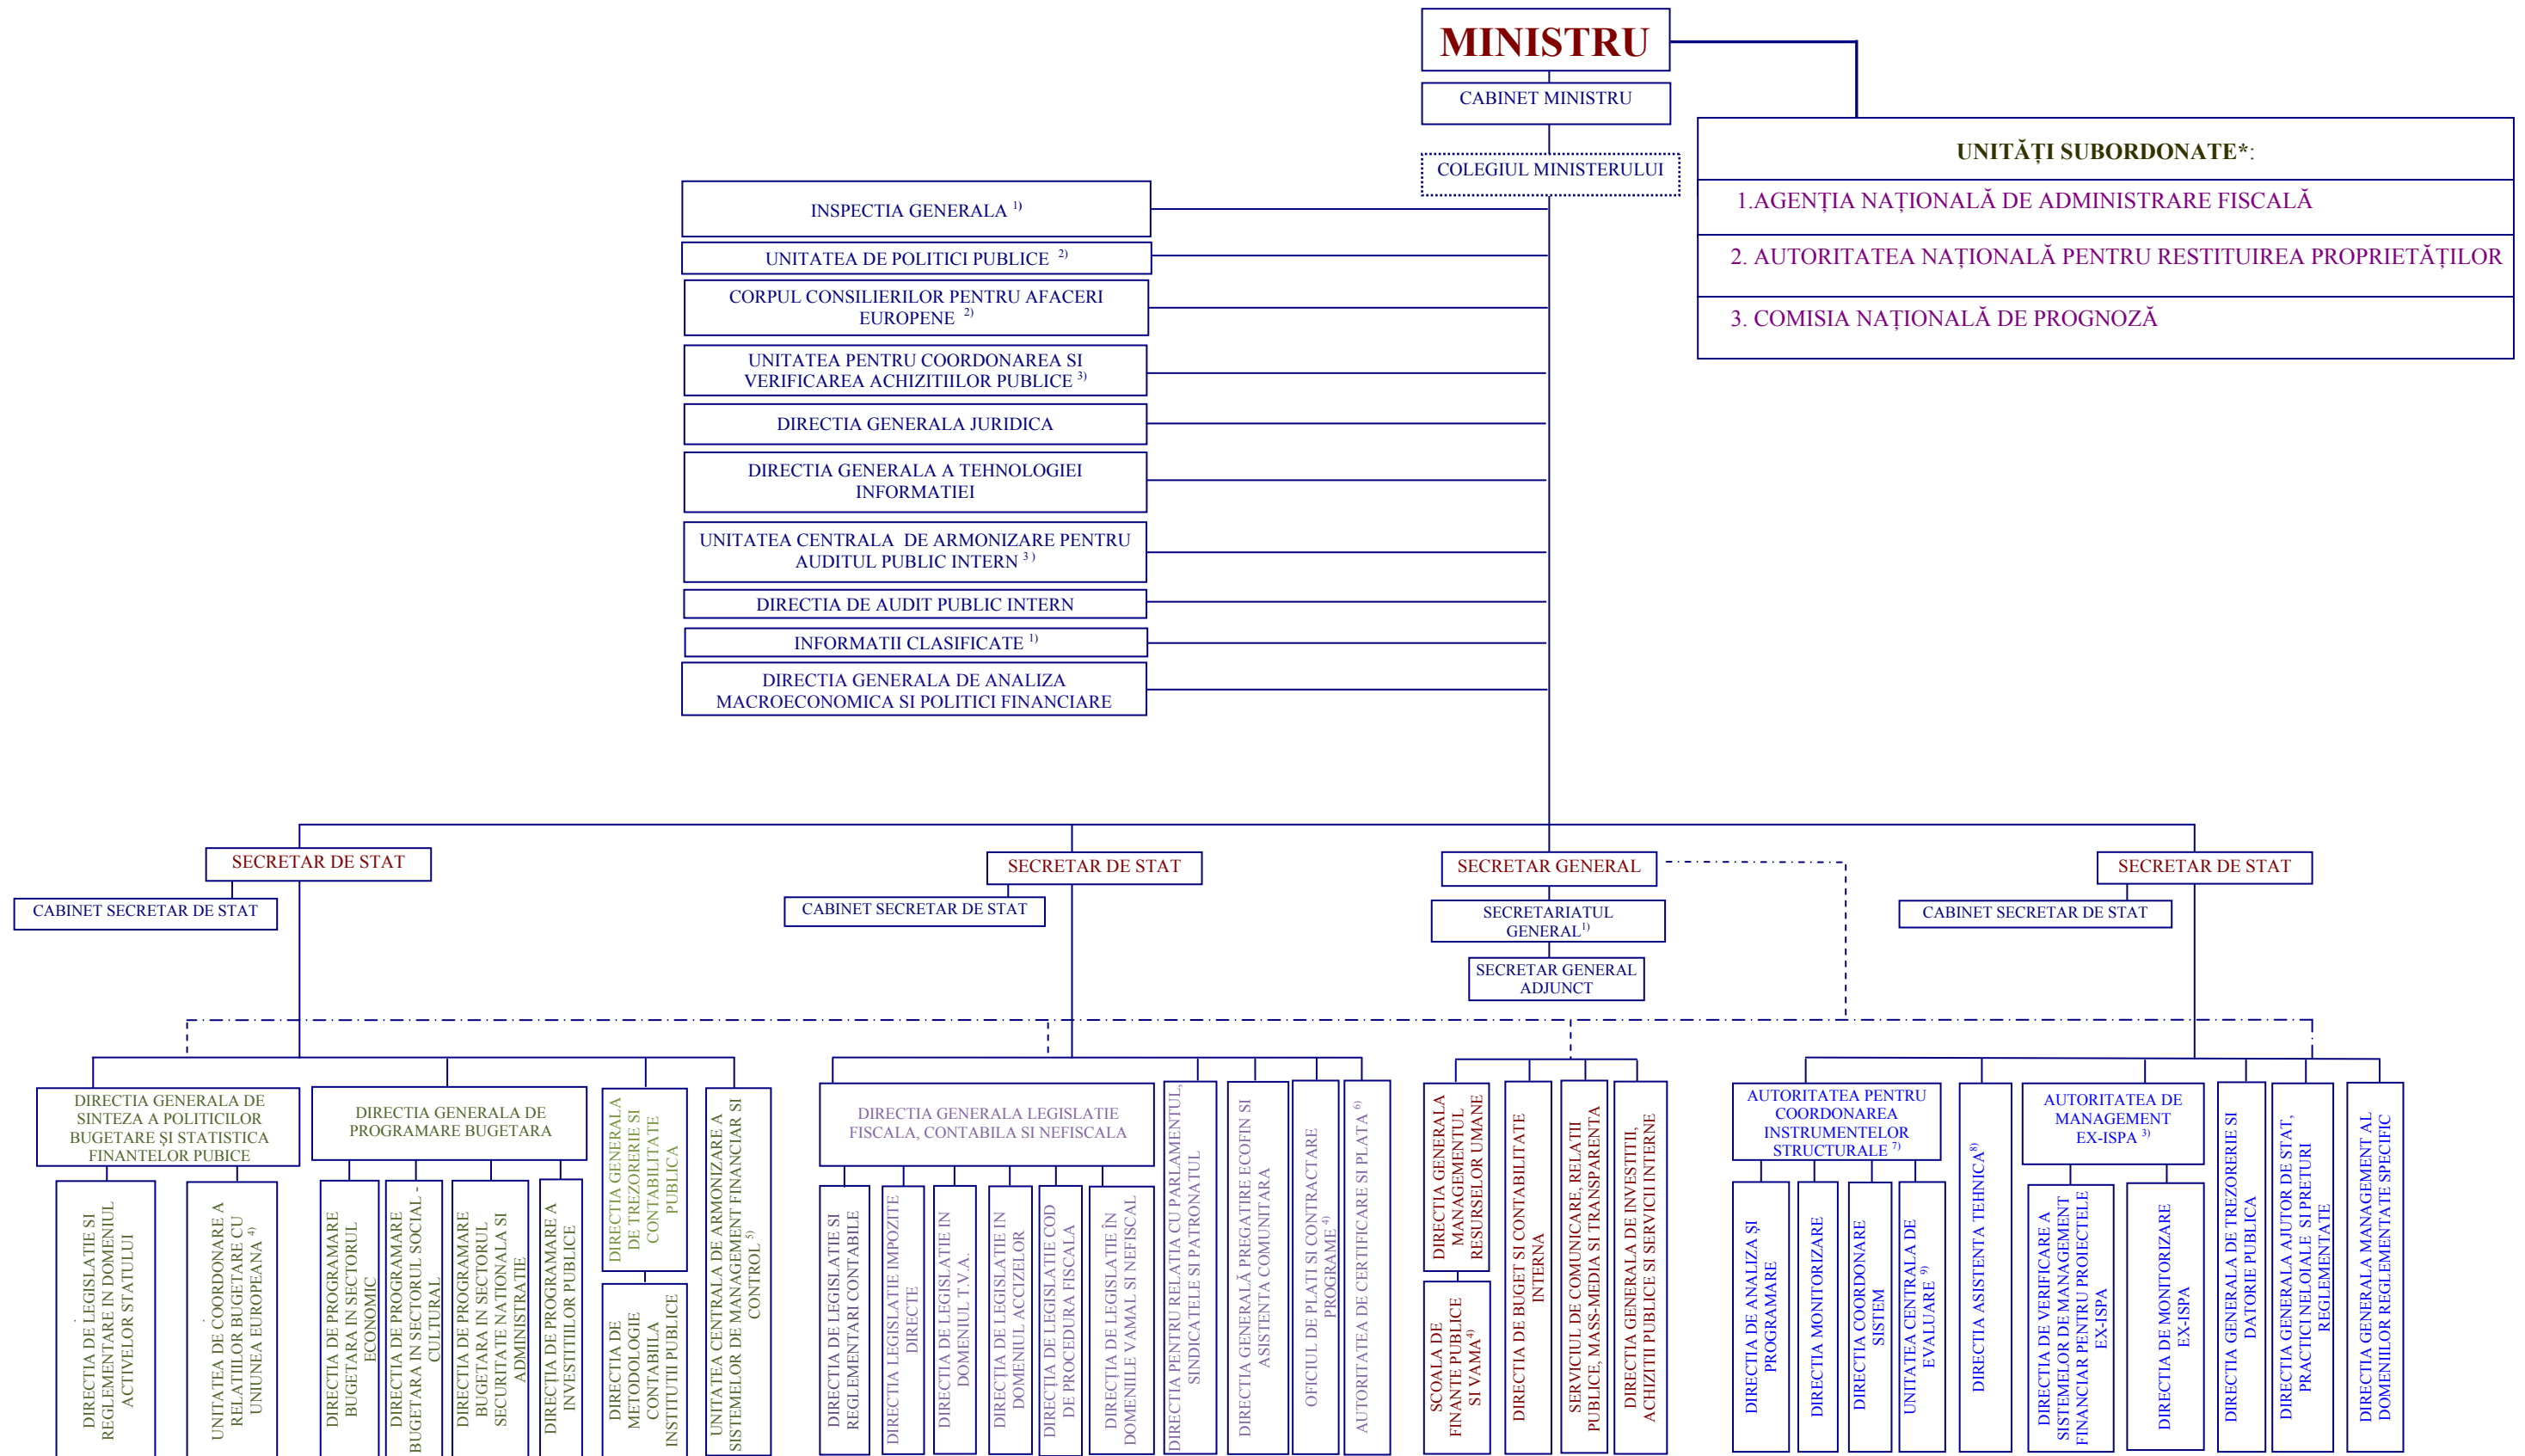 MINISTRU
CABINET MINISTRU
COLEGIUL MINISTERULUI
UNITĂȚI SUBORDONATE*:
1.AGENȚIA NAȚIONALĂ DE ADMINISTRARE FISCALĂ
2. AUTORITATEA NAȚIONALĂ PENTRU RESTITUIREA PROPRIETĂȚILOR
3. COMISIA NAȚIONALĂ DE PROGNOZĂ
INSPECTIA GENERALA 1)
UNITATEA DE POLITICI PUBLICE 2)
CORPUL CONSILIERILOR PENTRU AFACERI
EUROPENE 2)
UNITATEA PENTRU COORDONAREA SI
VERIFICAREA ACHIZITIILOR PUBLICE 3)
DIRECTIA GENERALA JURIDICA
DIRECTIA GENERALA A TEHNOLOGIEI
INFORMATIEI
UNITATEA CENTRALA DE ARMONIZARE PENTRU
AUDITUL PUBLIC INTERN 3 )
DIRECTIA DE AUDIT PUBLIC INTERN
INFORMATII CLASIFICATE 1)
DIRECTIA GENERALA DE ANALIZA
MACROECONOMICA SI POLITICI FINANCIARE
SECRETAR DE STAT
CABINET SECRETAR DE STAT
SECRETAR DE STAT
CABINET SECRETAR DE STAT
SECRETAR GENERAL
SECRETARIATUL
GENERAL1)
SECRETAR GENERAL
ADJUNCT
SECRETAR DE STAT
CABINET SECRETAR DE STAT
DIRECTIA GENERALA DE
SINTEZA A POLITICILOR
BUGETARE ȘI STATISTICA
FINANTELOR PUBICE
DIRECTIA DE LEGISLATIE SI
REGLEMENTARE IN DOMENIUL
ACTIVELOR STATULUI
UNITATEA DE COORDONARE A
RELATIILOR BUGETARE CU
UNIUNEA EUROPEANA 4)
DIRECTIA GENERALA DE
PROGRAMARE BUGETARA
DIRECTIA DE PROGRAMARE
BUGETARA IN SECTORUL
ECONOMIC
DIRECTIA DE PROGRAMARE
BUGETARA IN SECTORUL SOCIAL -
CULTURAL
DIRECTIA DE PROGRAMARE
BUGETARA IN SECTORUL
SECURITATE NATIONALA SI
ADMINISTRATIE
DIRECTIA DE PROGRAMARE A
INVESTITIILOR PUBLICE
DIRECTIA GENERALA
DE TREZORERIE SI
CONTABILITATE
PUBLICA
DIRECTIA DE
METODOLOGIE
CONTABILA
INSTITUTII PUBLICE
UNITATEA CENTRALA DE ARMONIZARE A
SISTEMELOR DE MANAGEMENT FINANCIAR SI
CONTROL 5)
DIRECTIA GENERALA LEGISLATIE
FISCALA, CONTABILA SI NEFISCALA
DIRECTIA DE LEGISLATIE SI
REGLEMENTARI CONTABILE
DIRECTIA LEGISLATIE IMPOZITE
DIRECTE
DIRECTIA DE LEGISLATIE IN
DOMENIUL T.V.A.
DIRECȚIA DE LEGISLATIE IN
DOMENIUL ACCIZELOR
DIRECȚIA DE LEGISLATIE COD
DE PROCEDURA FISCALA
DIRECȚIA DE LEGISLATIE ÎN
DOMENIILE VAMAL SI NEFISCAL
DIRECTIA PENTRU RELATIA CU PARLAMENTUL,
SINDICATELE SI PATRONATUL
DIRECTIA GENERALĂ PREGATIRE ECOFIN SI
ASISTENTA COMUNITARA
OFICIUL DE PLATI SI CONTRACTARE
PROGRAME 4)
AUTORITATEA DE CERTIFICARE SI PLATA 6)
DIRECTIA GENERALA
MANAGEMENTUL
RESURSELOR UMANE
SCOALA DE
FINANTE PUBLICE
SI VAMA4)
DIRECTIA DE BUGET SI CONTABILITATE
INTERNA
SERVICIUL DE COMUNICARE, RELATII
PUBLICE, MASS-MEDIA SI TRANSPARENTA
DIRECTIA GENERALA DE INVESTITII,
ACHIZITII PUBLICE SI SERVICII INTERNE
AUTORITATEA PENTRU
COORDONAREA
INSTRUMENTELOR
STRUCTURALE 7)
DIRECTIA DE ANALIZA ȘI
PROGRAMARE
DIRECTIA MONITORIZARE
DIRECTIA COORDONARE
SISTEM
UNITATEA CENTRALA DE
EVALUARE 9)
DIRECTIA ASISTENTA TEHNICA8)
AUTORITATEA DE
MANAGEMENT
EX-ISPA 3)
DIRECTIA DE VERIFICARE A
SISTEMELOR DE MANAGEMENT
FINANCIAR PENTRU PROIECTELE
EX-ISPA
DIRECTIA DE MONITORIZARE
EX-ISPA
DIRECTIA GENERALA DE TREZORERIE SI
DATORIE PUBLICA
DIRECTIA GENERALA AJUTOR DE STAT,
PRACTICI NELOIALE SI PRETURI
REGLEMENTATE
DIRECTIA GENERALA MANAGEMENT AL
DOMENIILOR REGLEMENTATE SPECIFIC